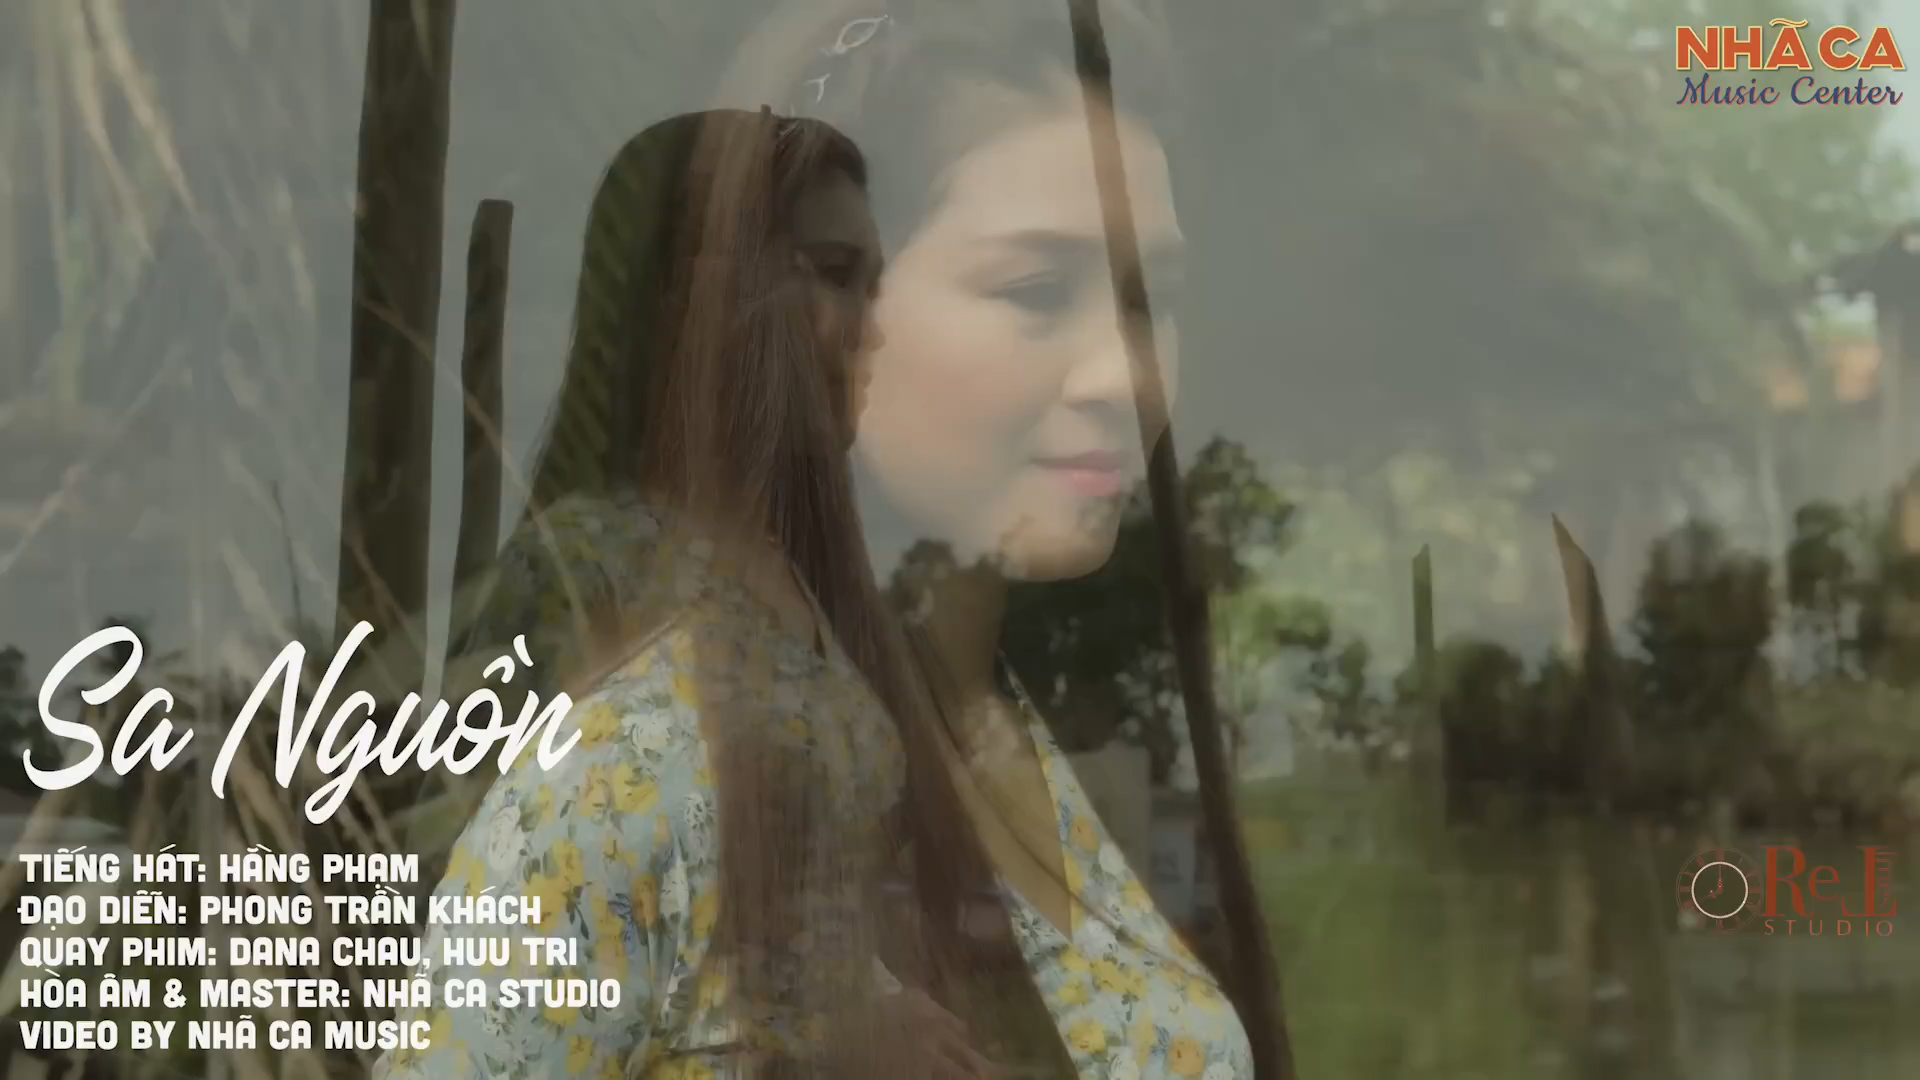 NHÃ CA
Music Center
Sa Nguồn
TIẾNG HÁT: HẰNG PHẠM
ĐẠO DIỄN: PHONG TRẦN KHÁCH
QUAY PHIM: DANA CHAU, HUU TRI
HÒA ÂM & MASTER: NHÃ CA STUDIO
VIDEO BY NHÃ CA MUSIC
STUDIO